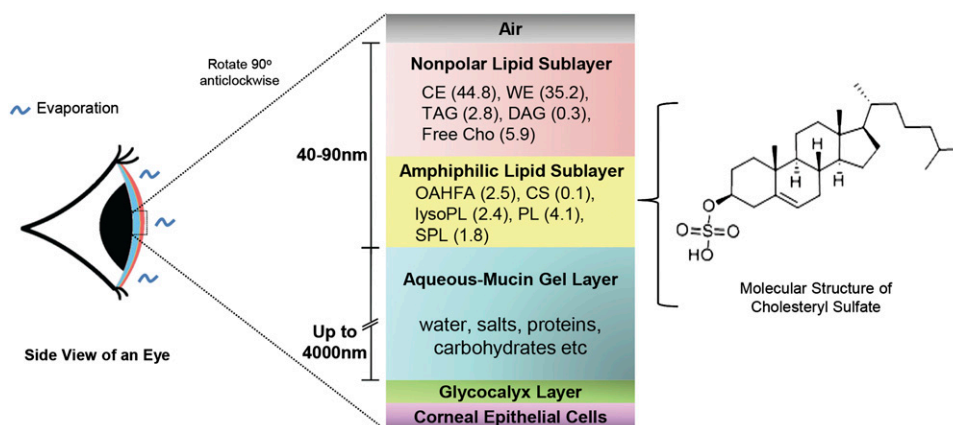 Air
Rotate 90°
anticlockwise
Nonpolar Lipid Sublayer
CE (44.8), WE (35.2),
TAG (2.8), DAG (0.3),
Free Cho (5.9)
Evaporation
40-90nm
Amphiphilic Lipid Sublayer
OAHFA (2.5), CS (0.1),
lysoPL (2.4), PL (4.1),
SPL (1.8)
Aqueous-Mucin Gel Layer
water, salts, proteins,
carbohydrates etc
Up to
4000nm
Glycocalyx Layer
Corneal Epithelial Cells
Side View of an Eye
H
H
H
O
O
S
O
HO
Molecular Structure of
Cholesteryl Sulfate